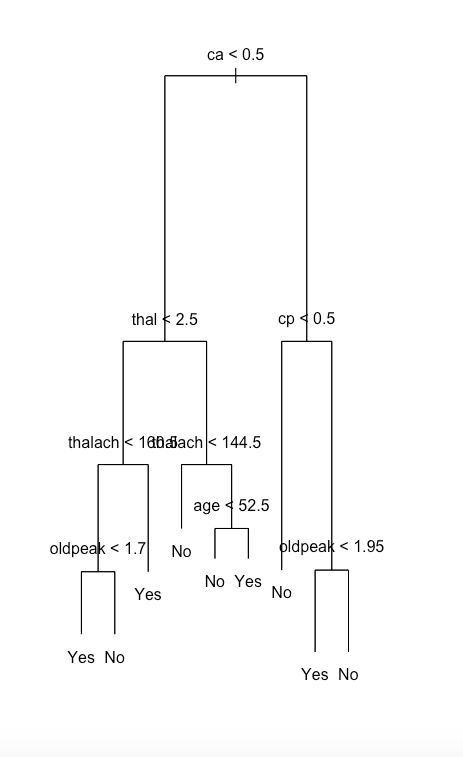 ca < 0.5
thal < 2.5
cp < 0.5
thalach < 160.5
thalach < 144.5
age < 52.5
oldpeak < 1.7
oldpeak < 1.95
No
No Yes
Yes
No
Yes No
Yes No